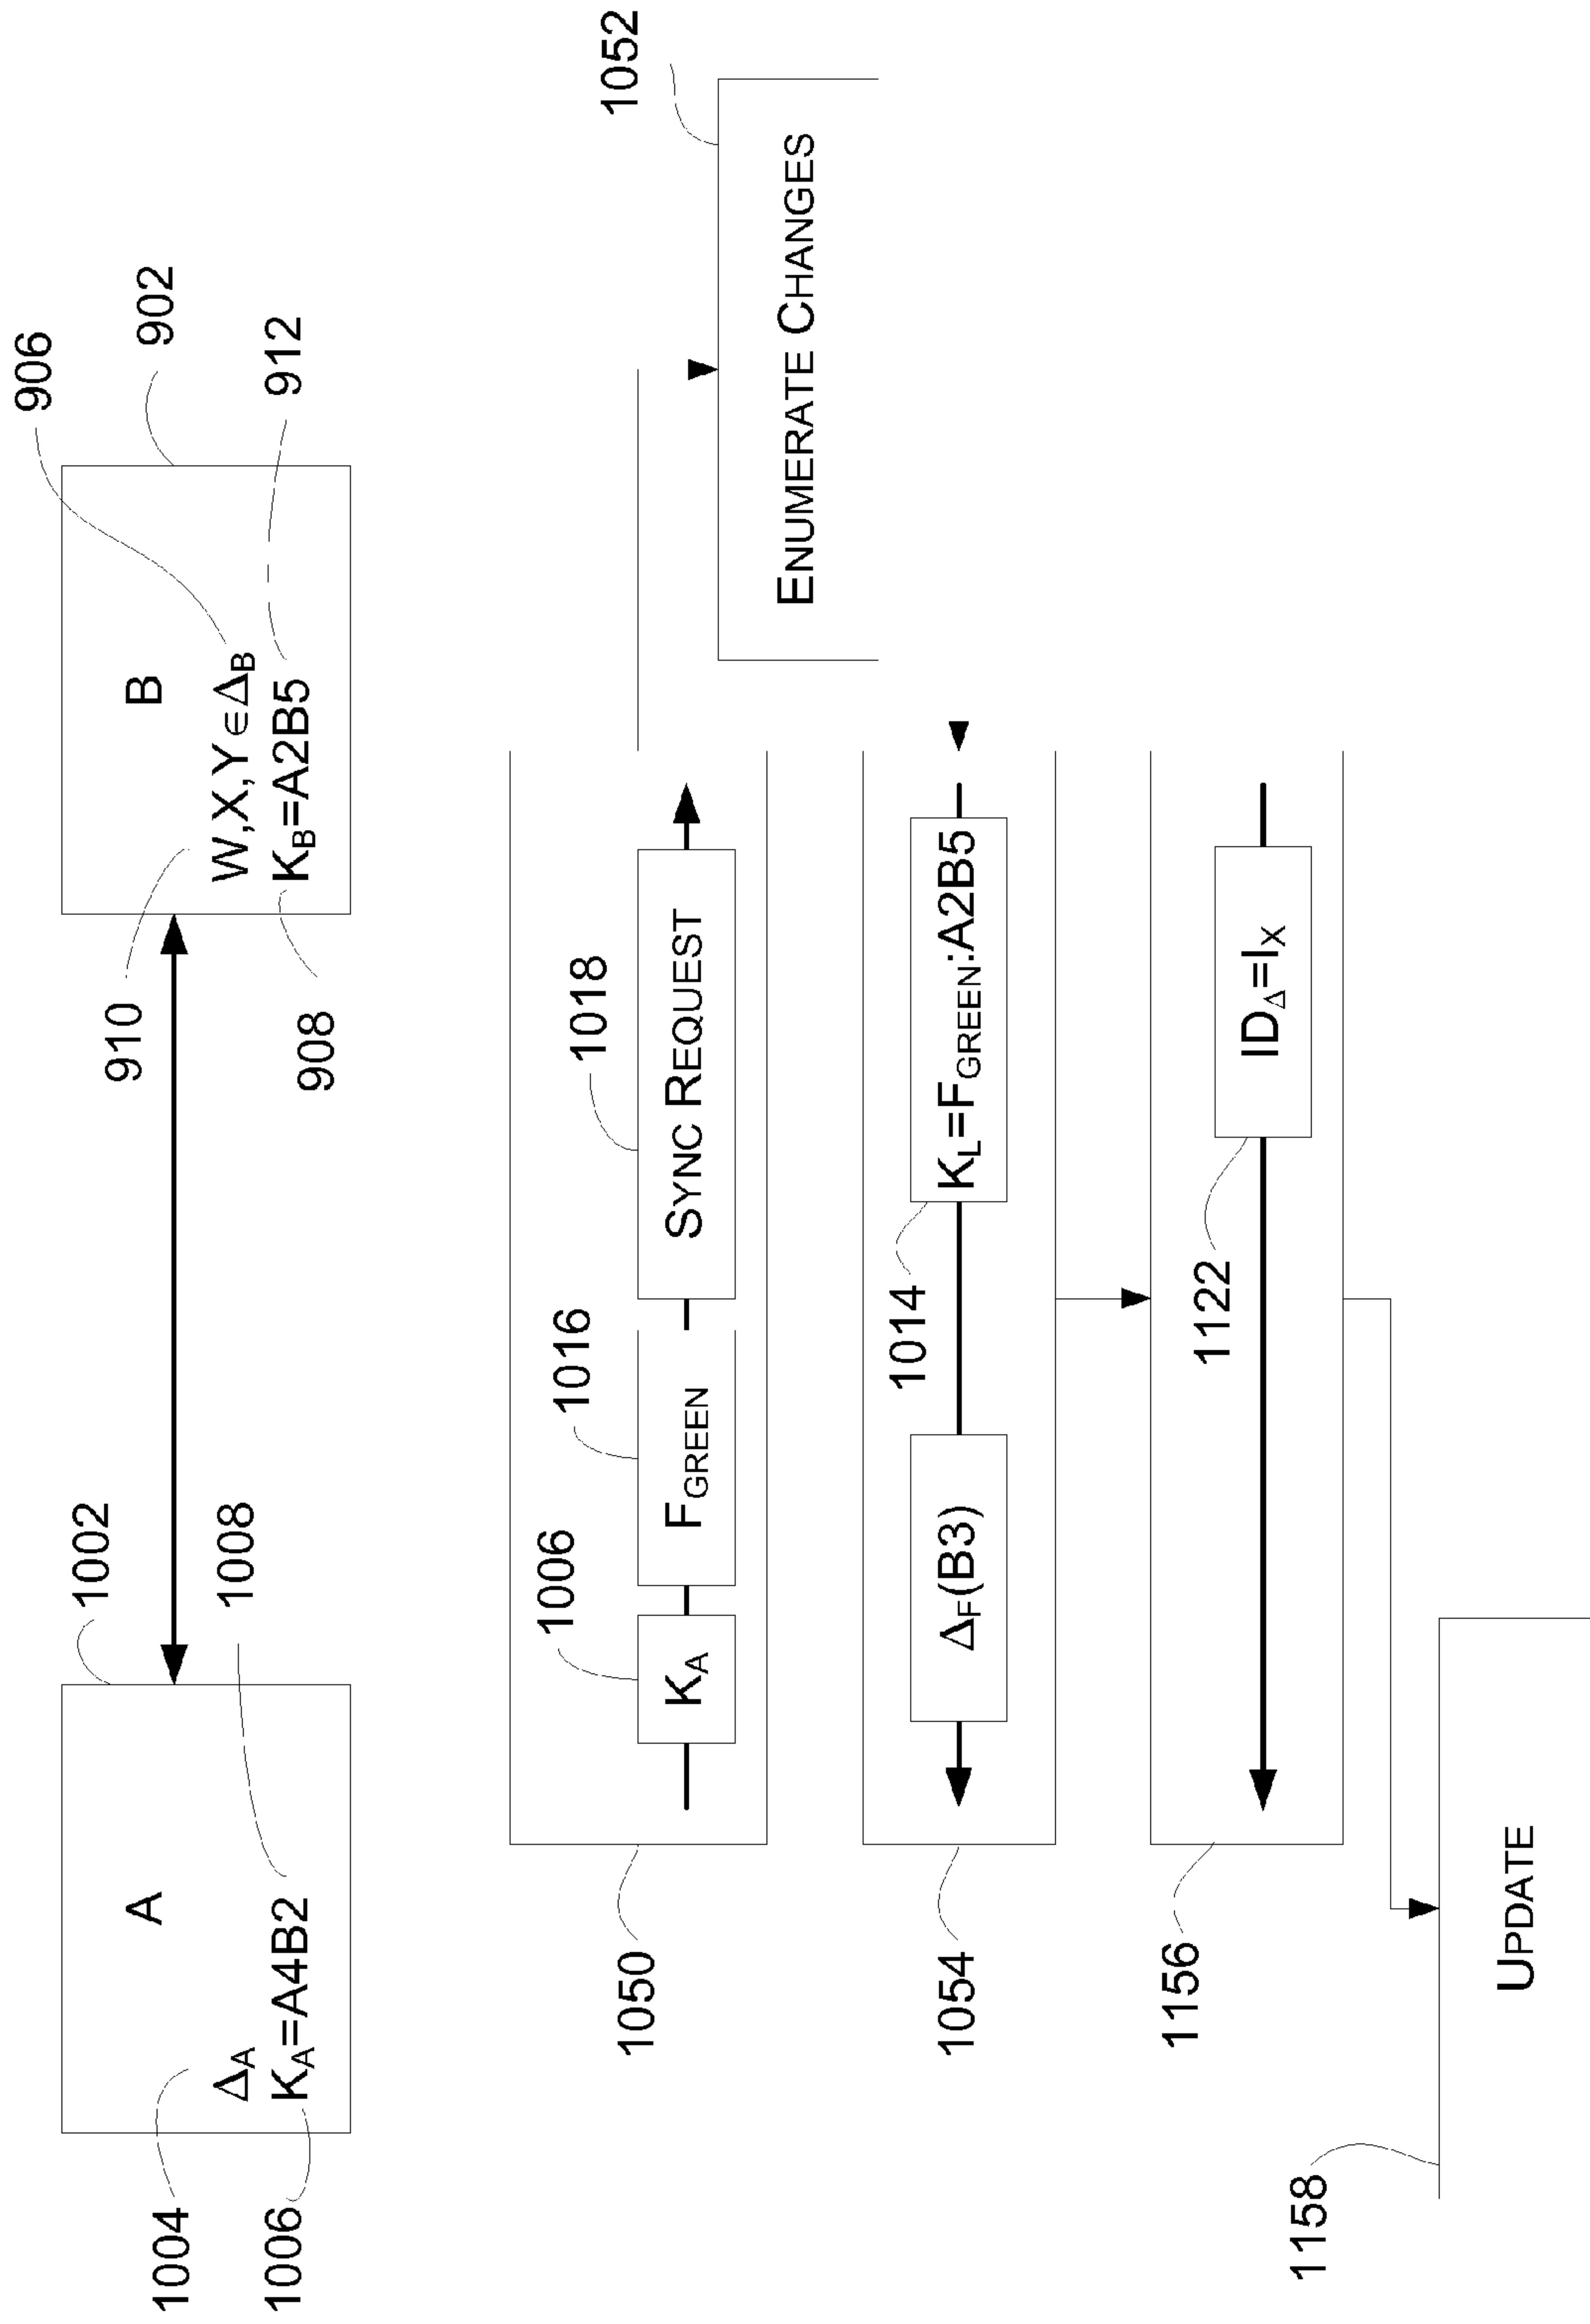 1002
A
1004
ΔA
1008
KA=A4B2
1006
906
902
B
910
W,X,Y∈ΔB
912
KB=A2B5
908
1050
1006
KA
1016
FGREEN
1018
SYNC REQUEST
1052
ENUMERATE CHANGES
1054
ΔF(B3)
1014
KL=FGREEN:A2B5
1156
1122
IDΔ=IX
1158
UPDATE